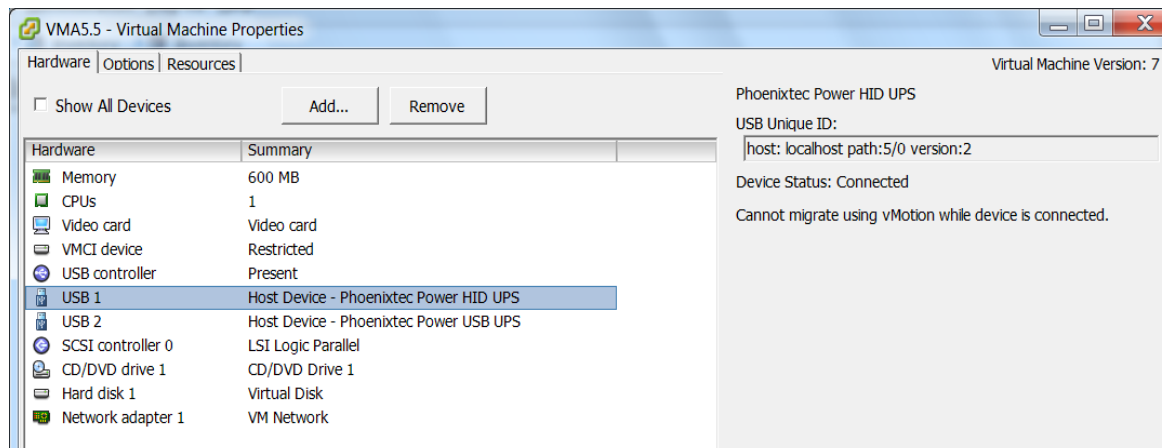 VMA5.5 - Virtual Machine Properties
Hardware Options Resources
Virtual Machine Version: 7
Show All Devices
Add...
Remove
Hardware Summary
Memory 600 MB
CPUs 1
Video card Video card
VMCI device Restricted
USB controller Present
USB 1 Host Device - Phoenixtec Power HID UPS
USB 2 Host Device - Phoenixtec Power USB UPS
SCSI controller 0 LSI Logic Parallel
CD/DVD drive 1 CD/DVD Drive 1
Hard disk 1 Virtual Disk
Network adapter 1 VM Network
Phoenixtec Power HID UPS
USB Unique ID:
host: localhost path:5/0 version:2
Device Status: Connected
Cannot migrate using vMotion while device is connected.